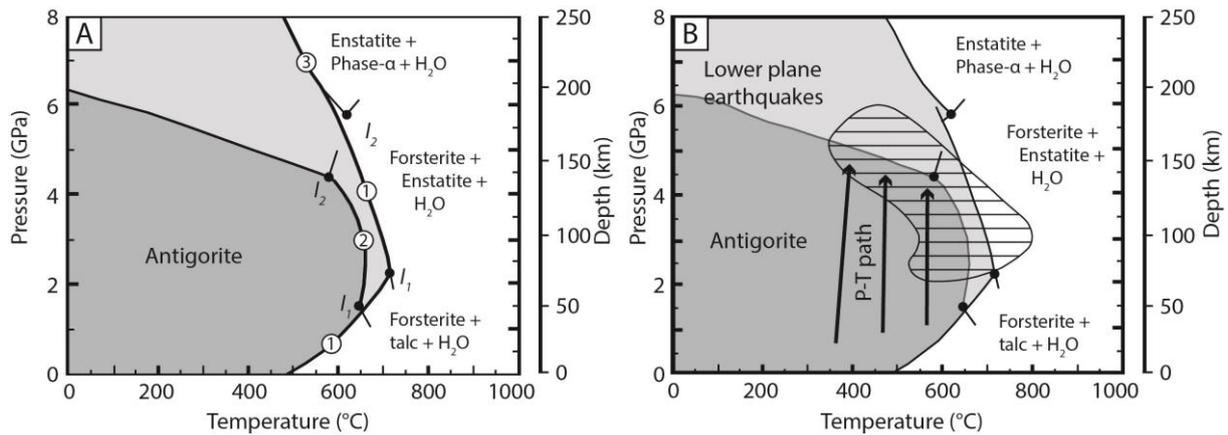 A
8
6
4
2
0
Pressure (GPa)
0
200
400
600
800
1000
Temperature (°C)
250
200
150
100
50
0
Depth (km)
Enstatite +
Phase-α + H₂O
3
I₂
Forsterite +
Enstatite +
H₂O
1
I₂
2
Antigorite
I₁
I₁
Forsterite +
talc + H₂O
1
B
8
6
4
2
0
Pressure (GPa)
0
200
400
600
800
1000
Temperature (°C)
250
200
150
100
50
0
Depth (km)
Enstatite +
Phase-α + H₂O
Lower plane
earthquakes
Forsterite +
Enstatite +
H₂O
Antigorite
P-T path
Forsterite +
talc + H₂O